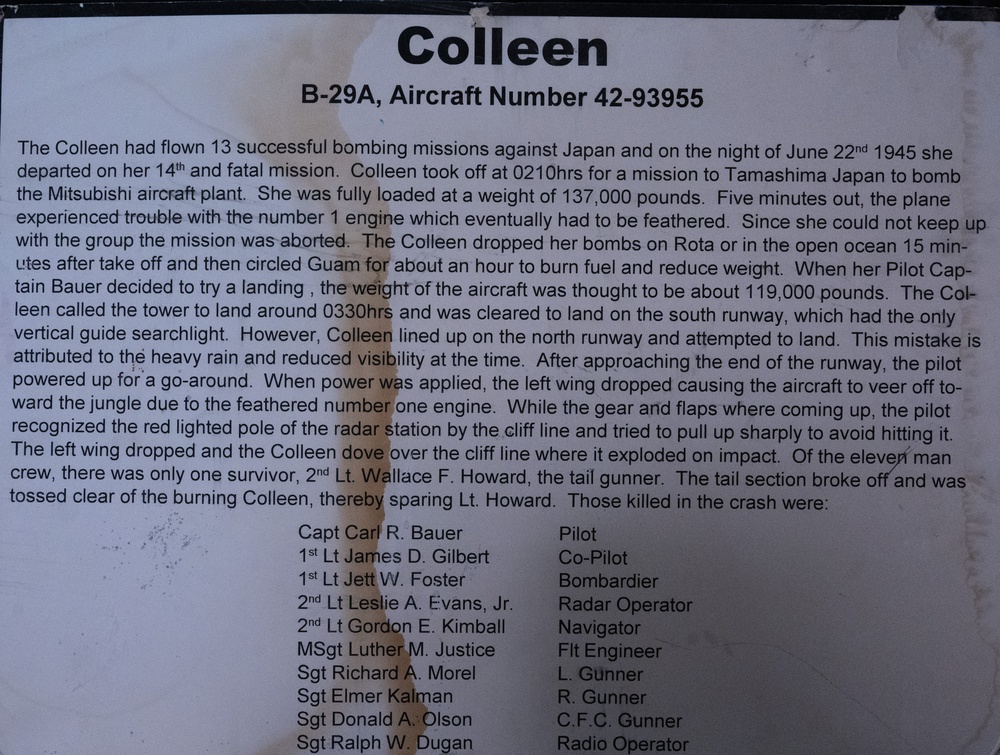 Colleen
B-29A, Aircraft Number 42-93955
The Colleen had flown 13 successful bombing missions against Japan and on the night of June 22nd 1945 she
departed on her 14th and fatal mission.  Colleen took off at 0210hrs for a mission to Tamashima Japan to bomb
the Mitsubishi aircraft plant.  She was fully loaded at a weight of 137,000 pounds.  Five minutes out, the plane
experienced trouble with the number 1 engine which eventually had to be feathered.  Since she could not keep up
with the group the mission was aborted.  The Colleen dropped her bombs on Rota or in the open ocean 15 min-
utes after take off and then circled Guam for about an hour to burn fuel and reduce weight.  When her Pilot Cap-
tain Bauer decided to try a landing , the weight of the aircraft was thought to be about 119,000 pounds.  The Col-
leen called the tower to land around 0330hrs and was cleared to land on the south runway, which had the only
vertical guide searchlight.  However, Colleen lined up on the north runway and attempted to land.  This mistake is
attributed to the heavy rain and reduced visibility at the time.  After approaching the end of the runway, the pilot
powered up for a go-around.  When power was applied, the left wing dropped causing the aircraft to veer off to-
ward the jungle due to the feathered number one engine.  While the gear and flaps where coming up, the pilot
recognized the red lighted pole of the radar station by the cliff line and tried to pull up sharply to avoid hitting it.
The left wing dropped and the Colleen dove over the cliff line where it exploded on impact.  Of the eleven man
crew, there was only one survivor, 2nd Lt. Wallace F. Howard, the tail gunner.  The tail section broke off and was
tossed clear of the burning Colleen, thereby sparing Lt. Howard.  Those killed in the crash were:
Capt Carl R. Bauer Pilot
1st Lt James D. Gilbert Co-Pilot
1st Lt Jett W. Foster Bombardier
2nd Lt Leslie A. Evans, Jr. Radar Operator
2nd Lt Gordon E. Kimball Navigator
MSgt Luther M. Justice Flt Engineer
Sgt Richard A. Morel L. Gunner
Sgt Elmer Kalman R. Gunner
Sgt Donald A. Olson C.F.C. Gunner
Sgt Ralph W. Dugan Radio Operator